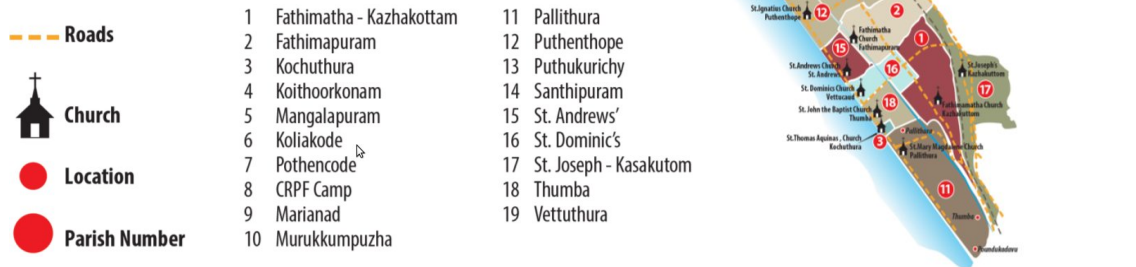 Roads
Church
Location
Parish Number
1 Fathimatha - Kazhakottam
2 Fathimapuram
3 Kochuthura
4 Koithoorkonam
5 Mangalapuram
6 Koliakode
7 Pothencode
8 CRPF Camp
9 Marianad
10 Murukkumpuzha
11 Pallithura
12 Puthenthope
13 Puthukurichy
14 Santhipuram
15 St. Andrews'
16 St. Dominic's
17 St. Joseph - Kasakutom
18 Thumba
19 Vettuthura
St.Ignatius Church
Puthenthope
12
2
Fathimatha
Church
Fathimapuram
1
15
St.Andrews Church
St. Andrews
16
St.Joseph's
Kazhakuttom
17
St. Dominics Church
Vettucaud
18
St. John the Baptist Church
Thumba
Church
Kazhakuttom
St.Thomas Aquinas , Church
Kochuthura
3
Pallithura
St.Mary Magdalene Church
Pallithura
11
Thumba